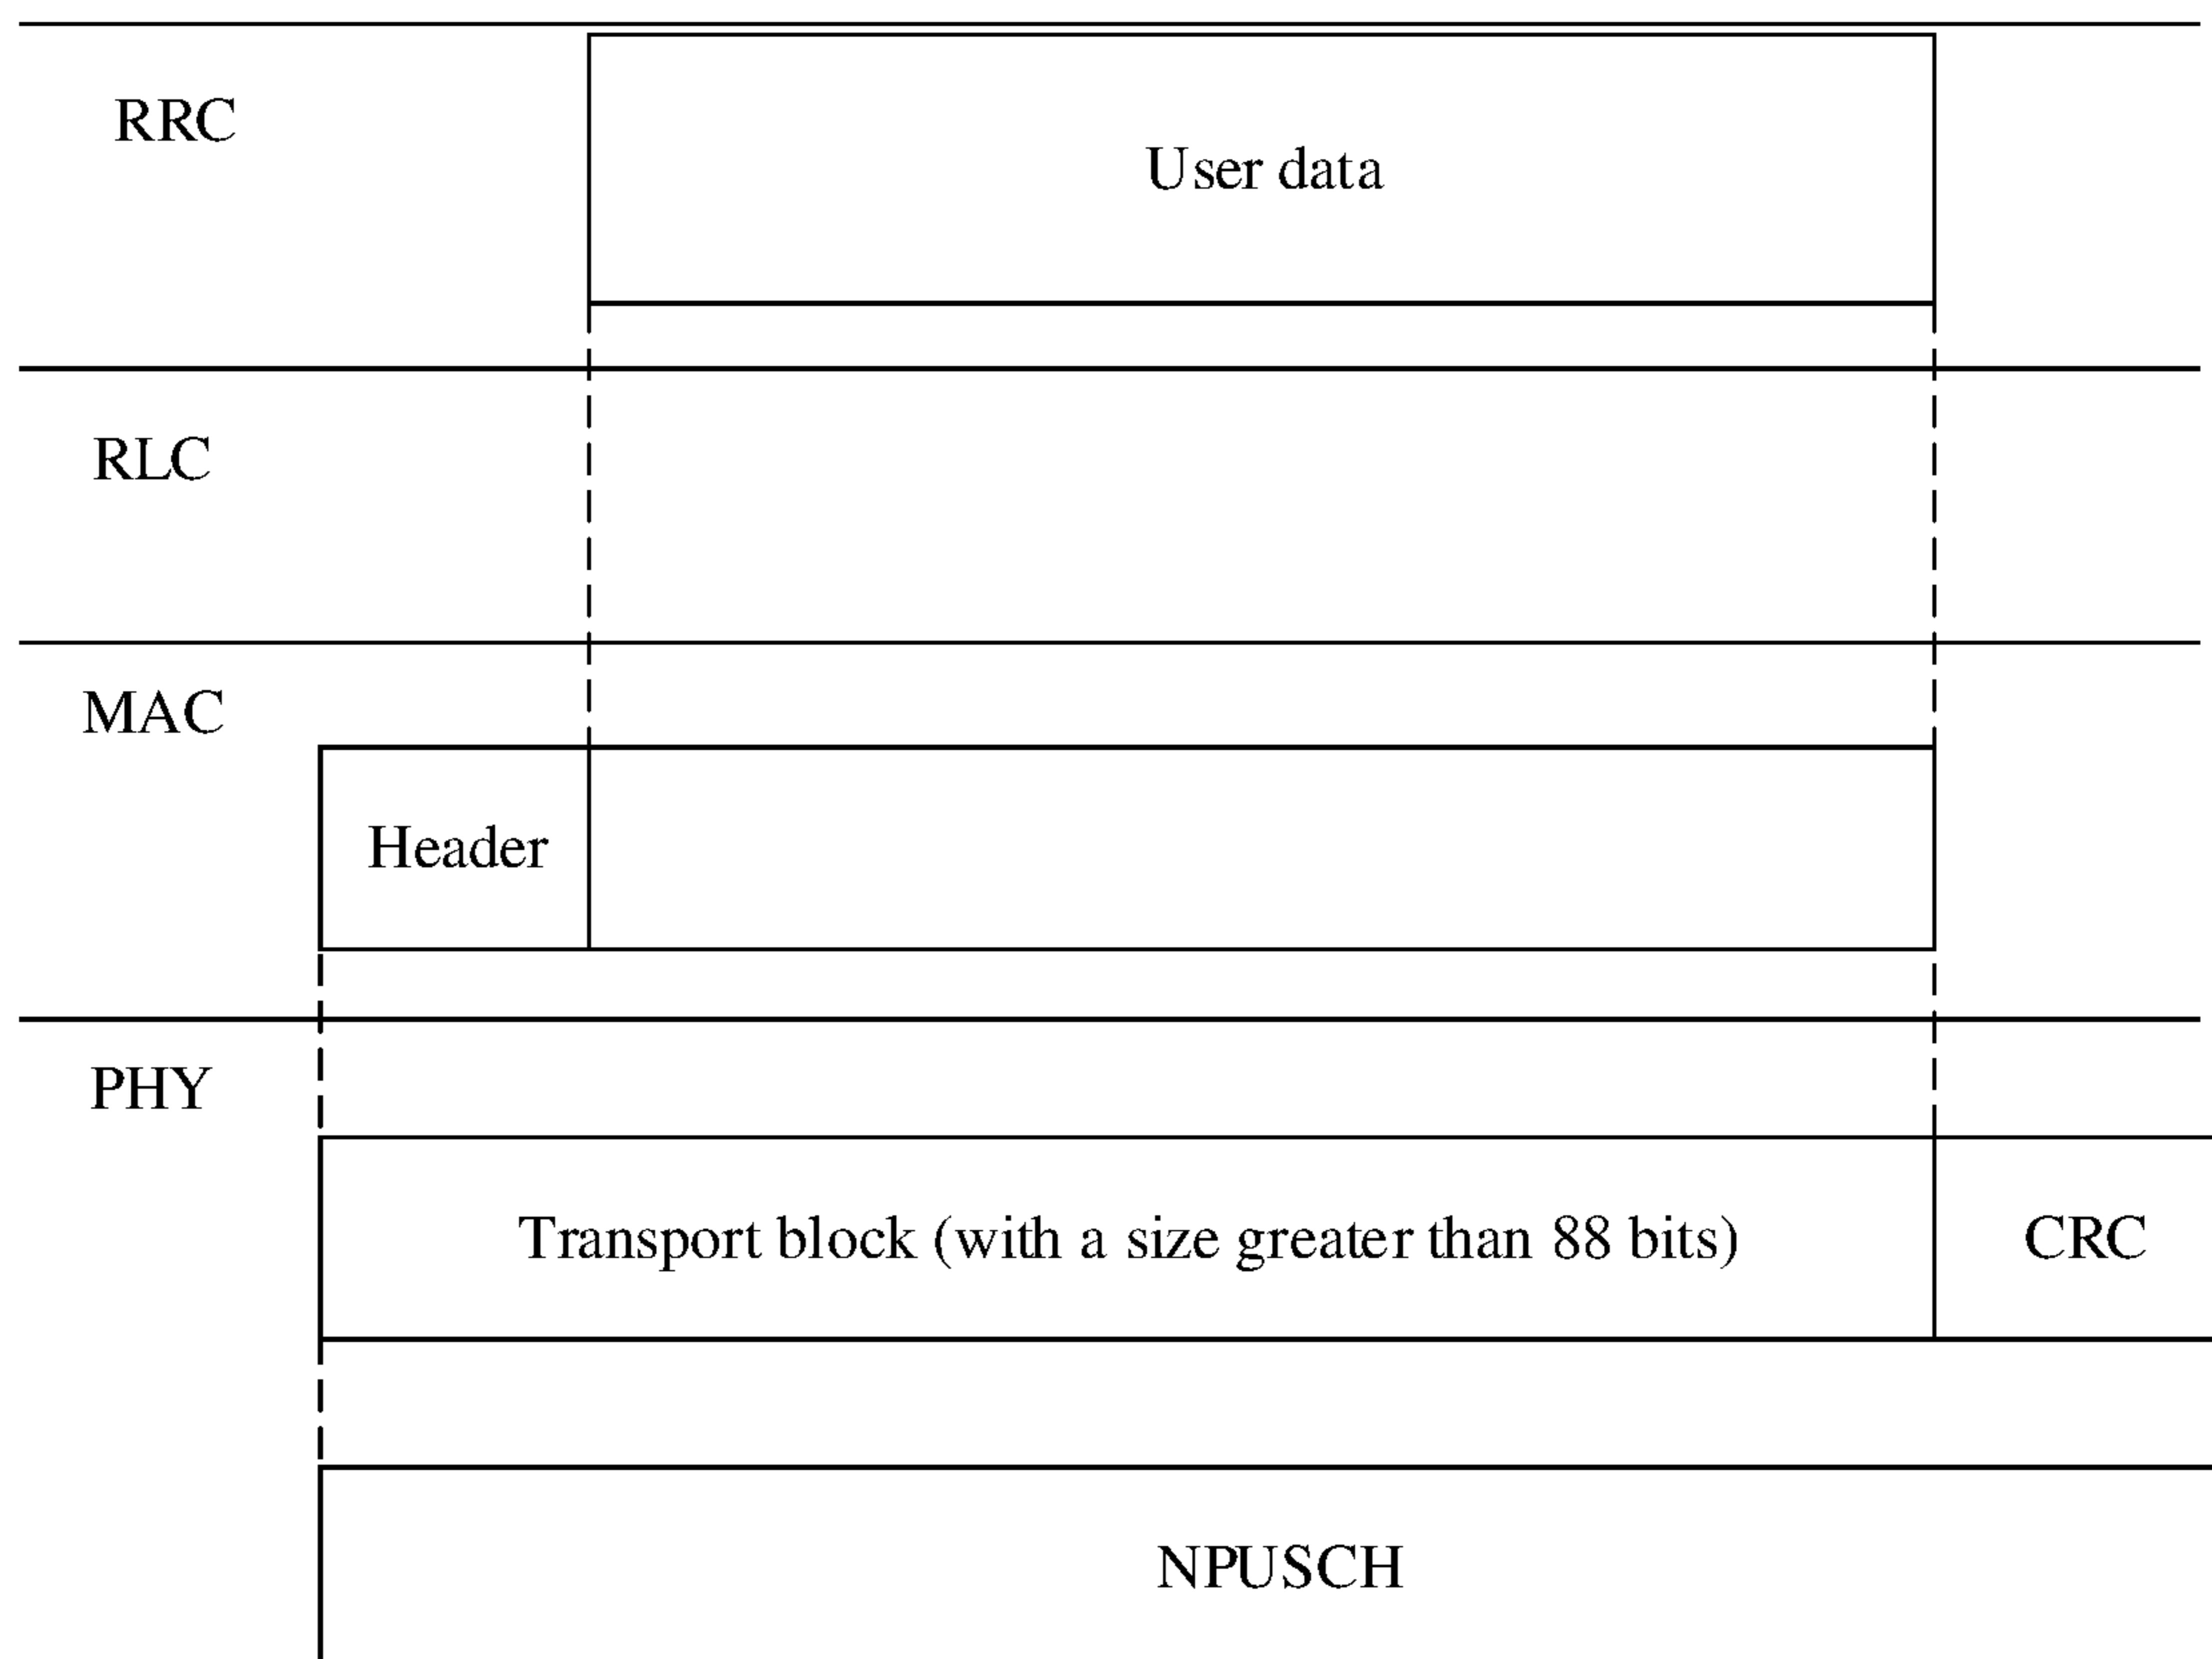 RRC
User data
RLC
MAC
Header
PHY
Transport block (with a size greater than 88 bits)
CRC
NPUSCH